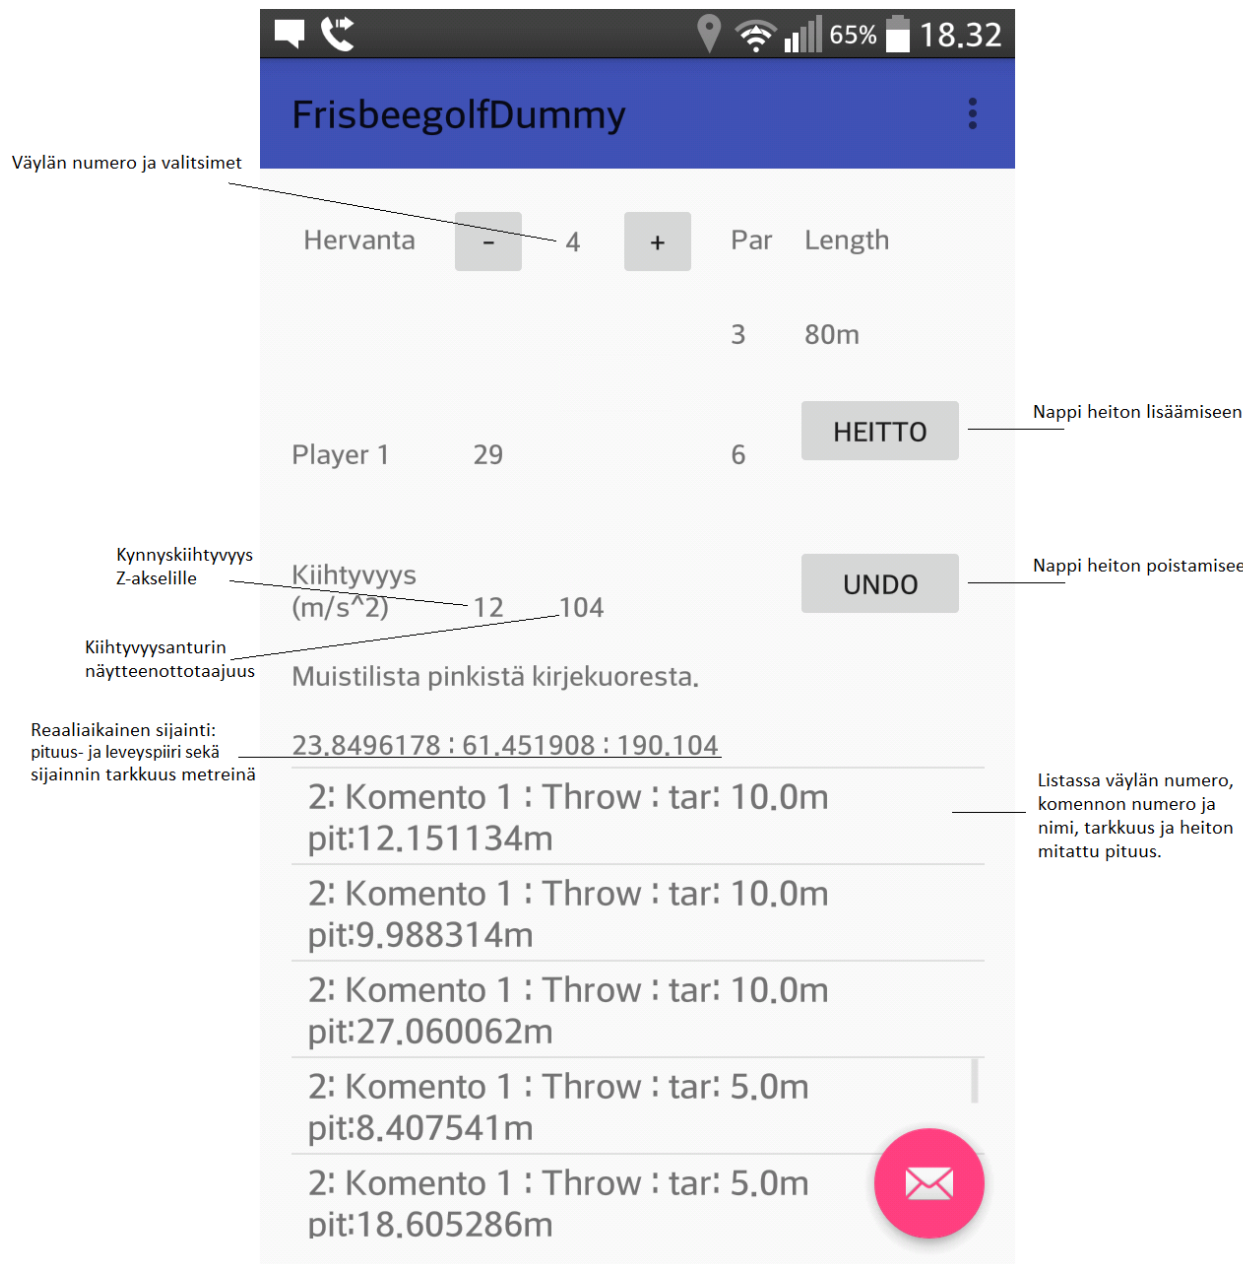 65% 18.32
FrisbeegolfDummy
Väylän numero ja valitsimet
Hervanta - 4 + Par Length
3 80m
HEITTO
Nappi heiton lisäämiseen
Player 1 29 6
Kynnyskiihtyvyys
Z-akselille
Kiihtyvyys
(m/s^2) 12 104
UNDO
Nappi heiton poistamisee
Kiihtyvyysanturin
näytteenottotaajuus
Muistilista pinkistä kirjekuoresta.
Reaaliaikainen sijainti:
pituus- ja leveyspiiri sekä
sijainnin tarkkuus metreinä
23.8496178 : 61.451908 : 190.104
2: Komento 1 : Throw : tar: 10.0m
pit:12.151134m
Listassa väylän numero,
komennon numero ja
nimi, tarkkuus ja heiton
mitattu pituus.
2: Komento 1 : Throw : tar: 10.0m
pit:9.988314m
2: Komento 1 : Throw : tar: 10.0m
pit:27.060062m
2: Komento 1 : Throw : tar: 5.0m
pit:8.407541m
2: Komento 1 : Throw : tar: 5.0m
pit:18.605286m